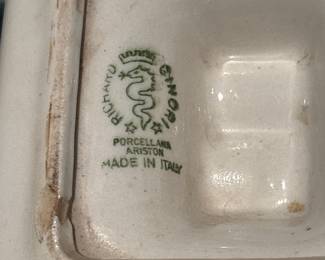 RICHARD GINORI
PORCELLANA
ARISTON
MADE IN ITALY